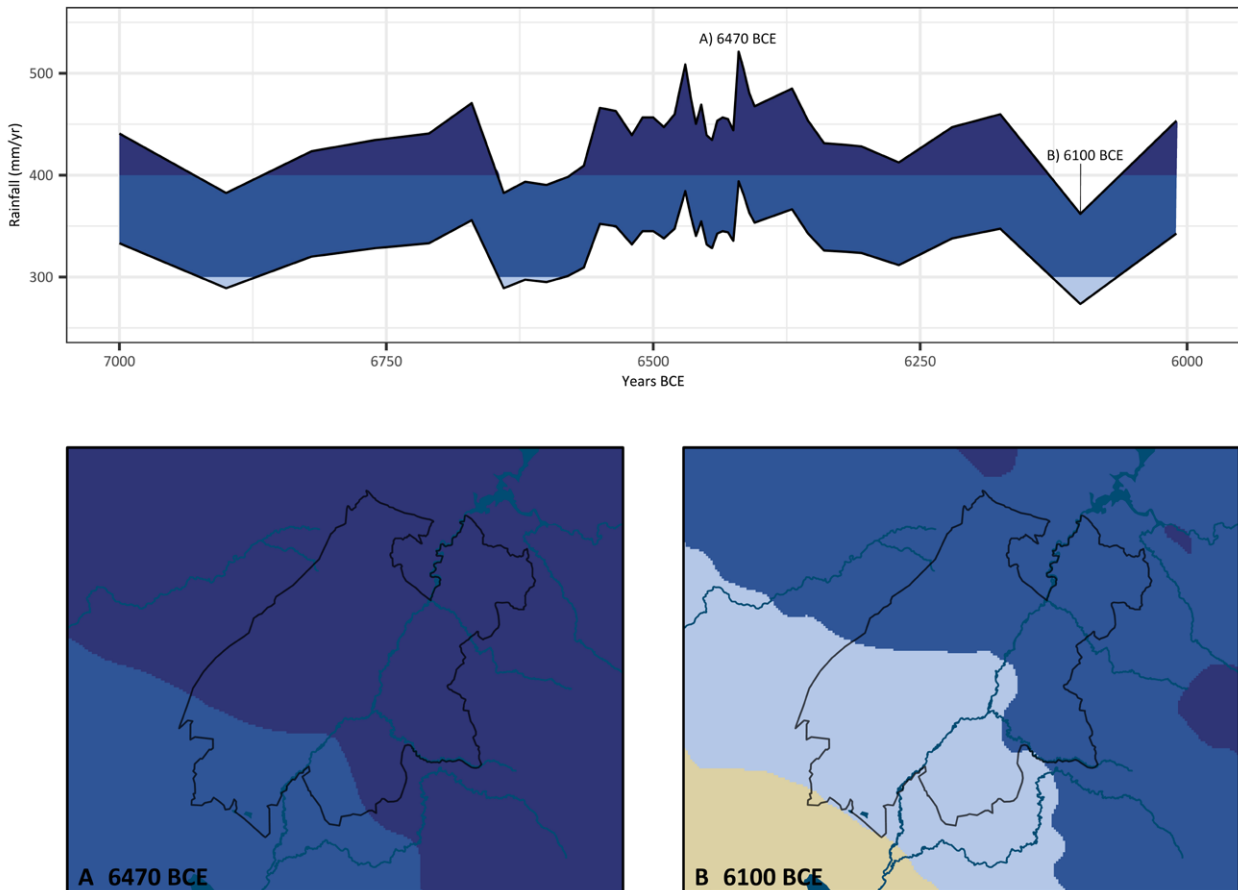 A) 6470 BCE
500
B) 6100 BCE
400
300
Rainfall (mm/yr)
7000 6750 6500 6250 6000
Years BCE
A 6470 BCE
B 6100 BCE